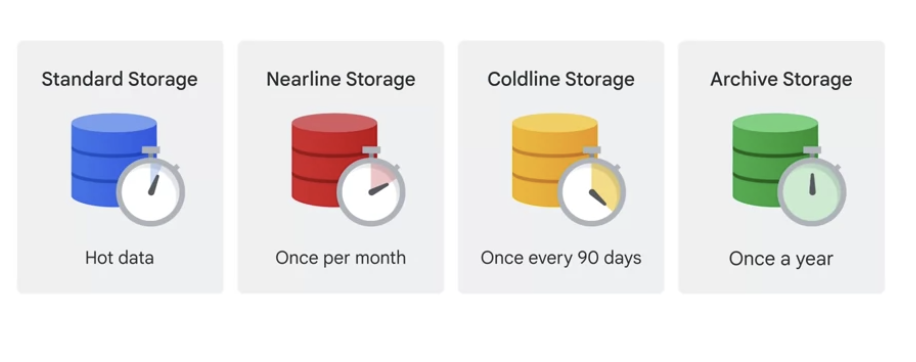 Standard Storage
Nearline Storage
Coldline Storage
Archive Storage
Hot data
Once per month
Once every 90 days
Once a year